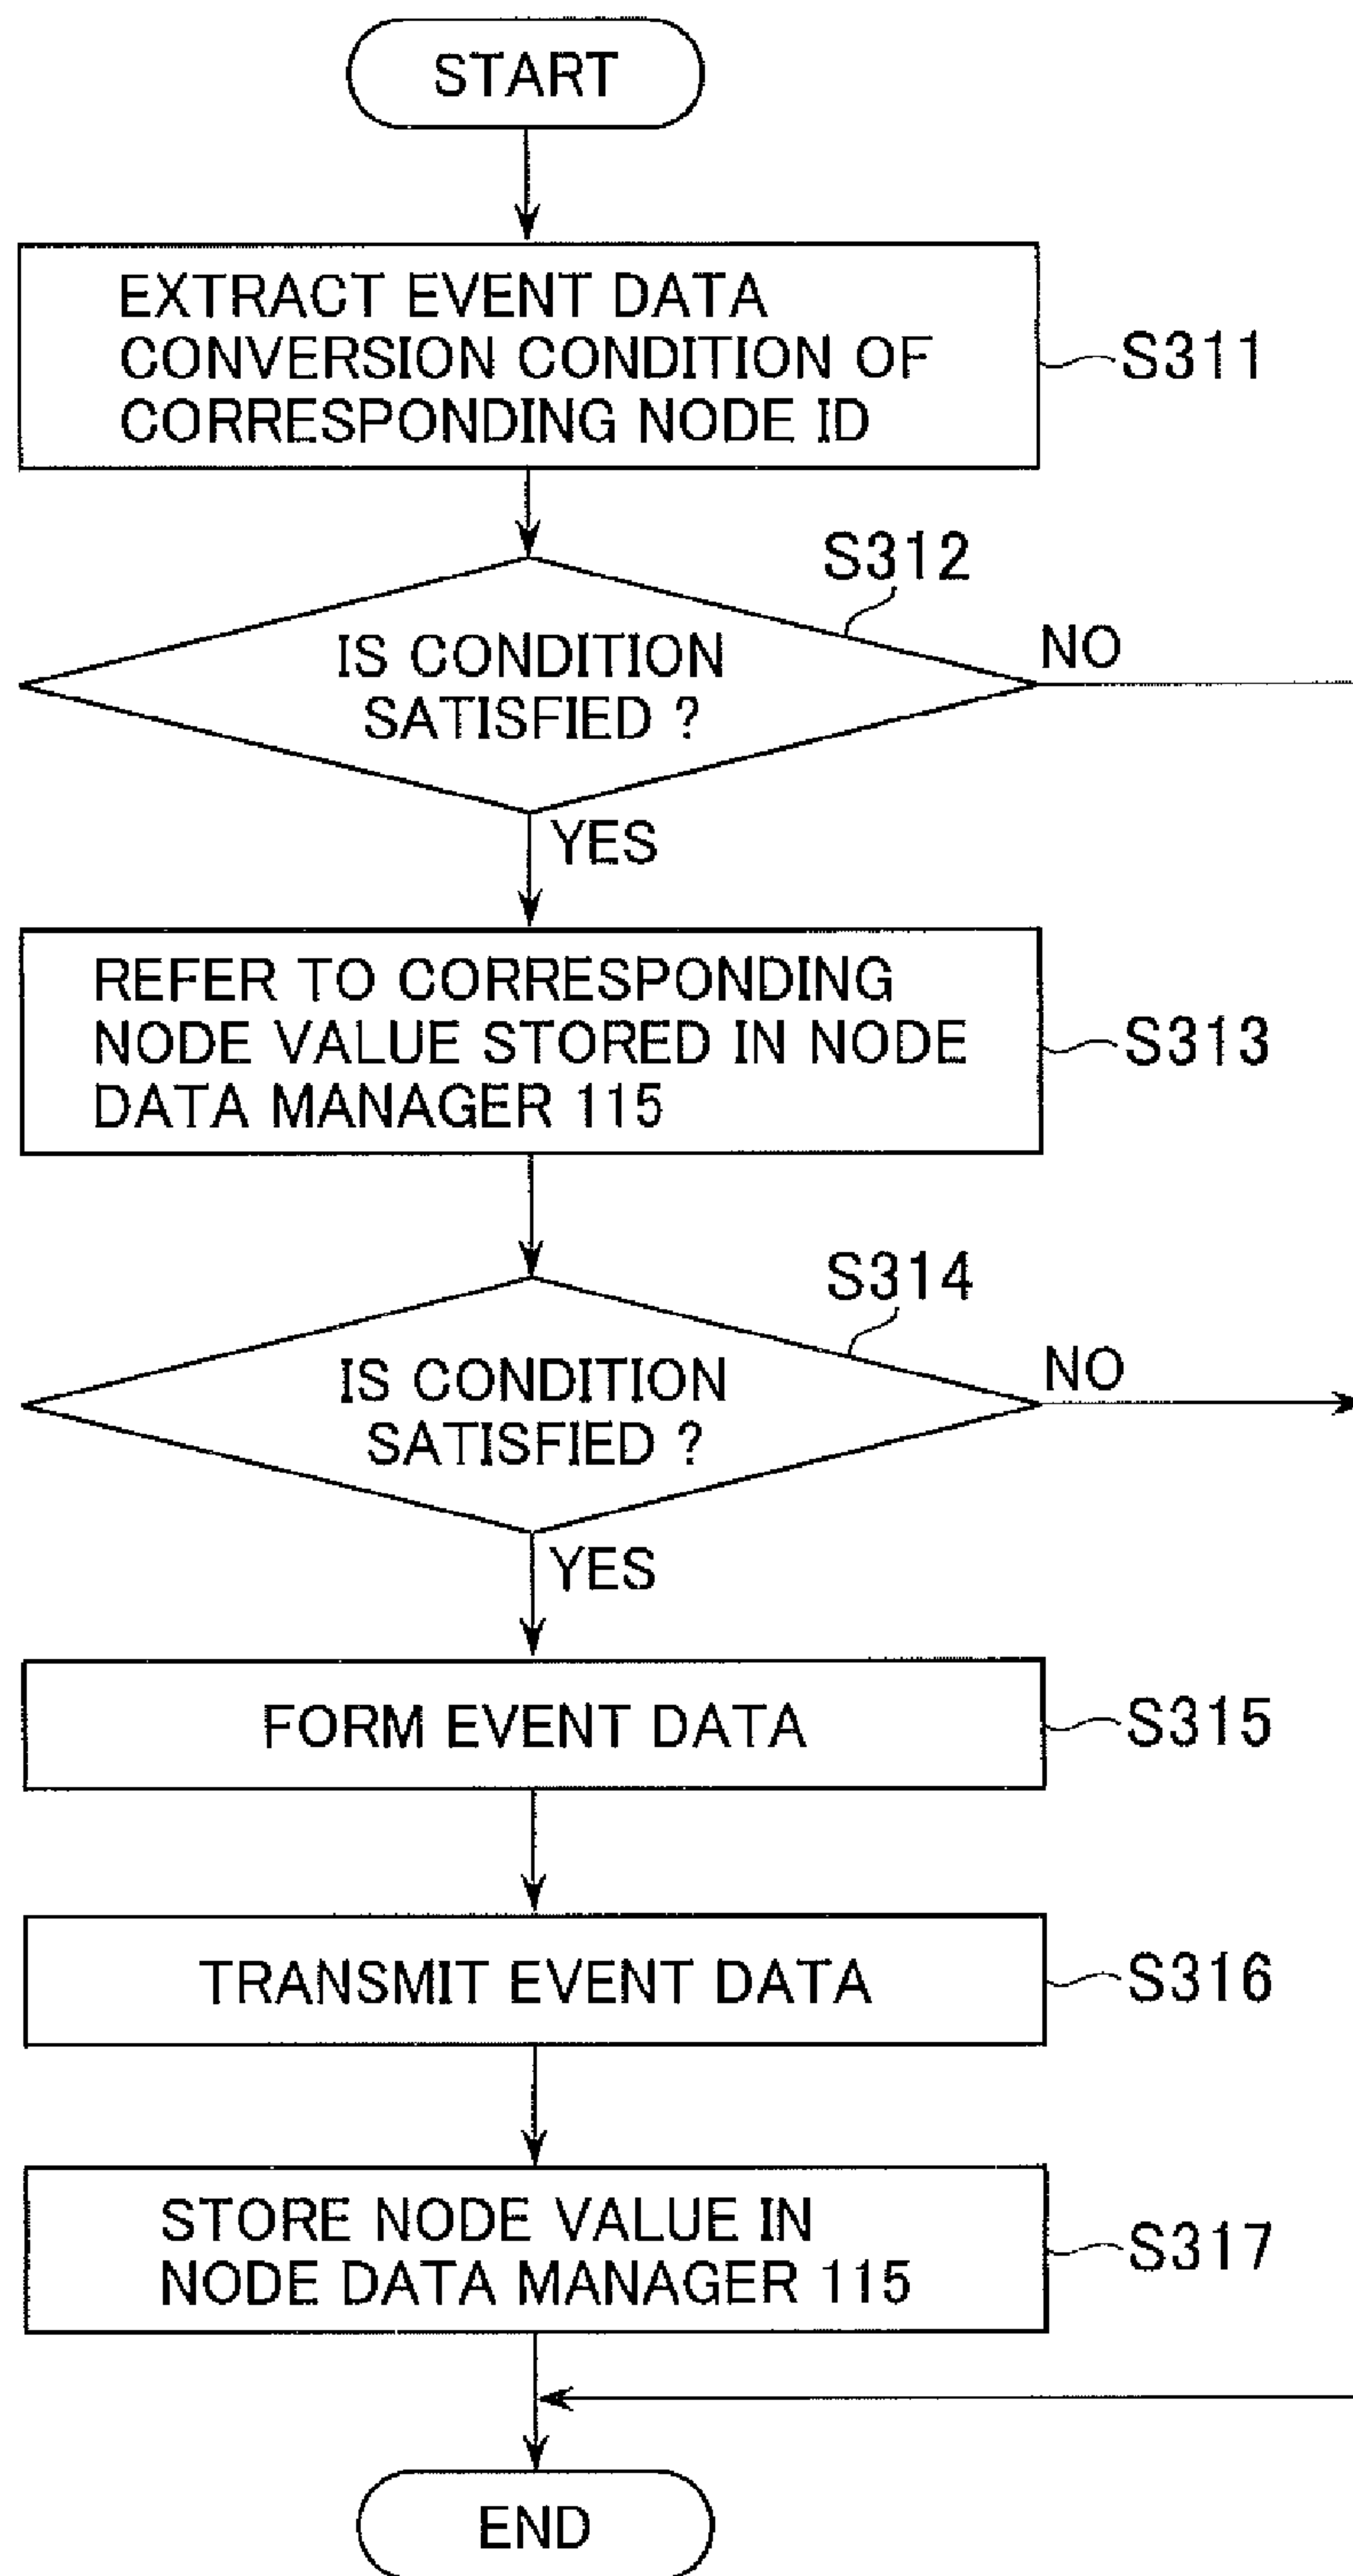 START
EXTRACT EVENT DATA
CONVERSION CONDITION OF
CORRESPONDING NODE ID
S311
S312
IS CONDITION
SATISFIED ?
NO
YES
REFER TO CORRESPONDING
NODE VALUE STORED IN NODE
DATA MANAGER 115
S313
S314
IS CONDITION
SATISFIED ?
NO
YES
FORM EVENT DATA
S315
TRANSMIT EVENT DATA
S316
STORE NODE VALUE IN
NODE DATA MANAGER 115
S317
END